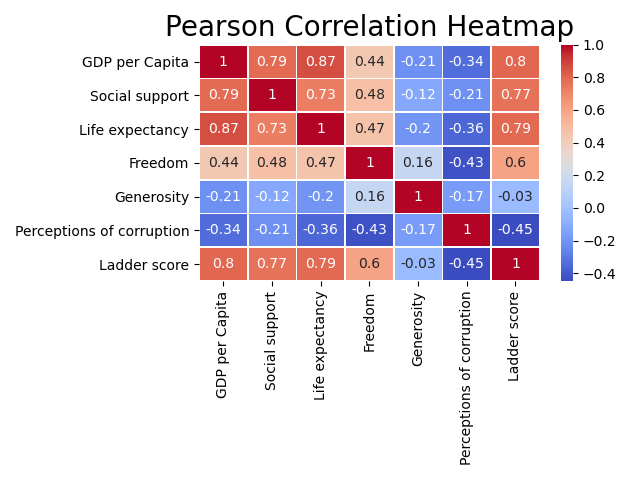 Pearson Correlation Heatmap
GDP per Capita 1 0.79 0.87 0.44 -0.21 -0.34 0.8
Social support 0.79 1 0.73 0.48 -0.12 -0.21 0.77
Life expectancy 0.87 0.73 1 0.47 -0.2 -0.36 0.79
Freedom 0.44 0.48 0.47 1 0.16 -0.43 0.6
Generosity -0.21 -0.12 -0.2 0.16 1 -0.17 -0.03
Perceptions of corruption -0.34 -0.21 -0.36 -0.43 -0.17 1 -0.45
Ladder score 0.8 0.77 0.79 0.6 -0.03 -0.45 1
GDP per Capita
Social support
Life expectancy
Freedom
Generosity
Perceptions of corruption
Ladder score
1.0
0.8
0.6
0.4
0.2
0.0
−0.2
−0.4